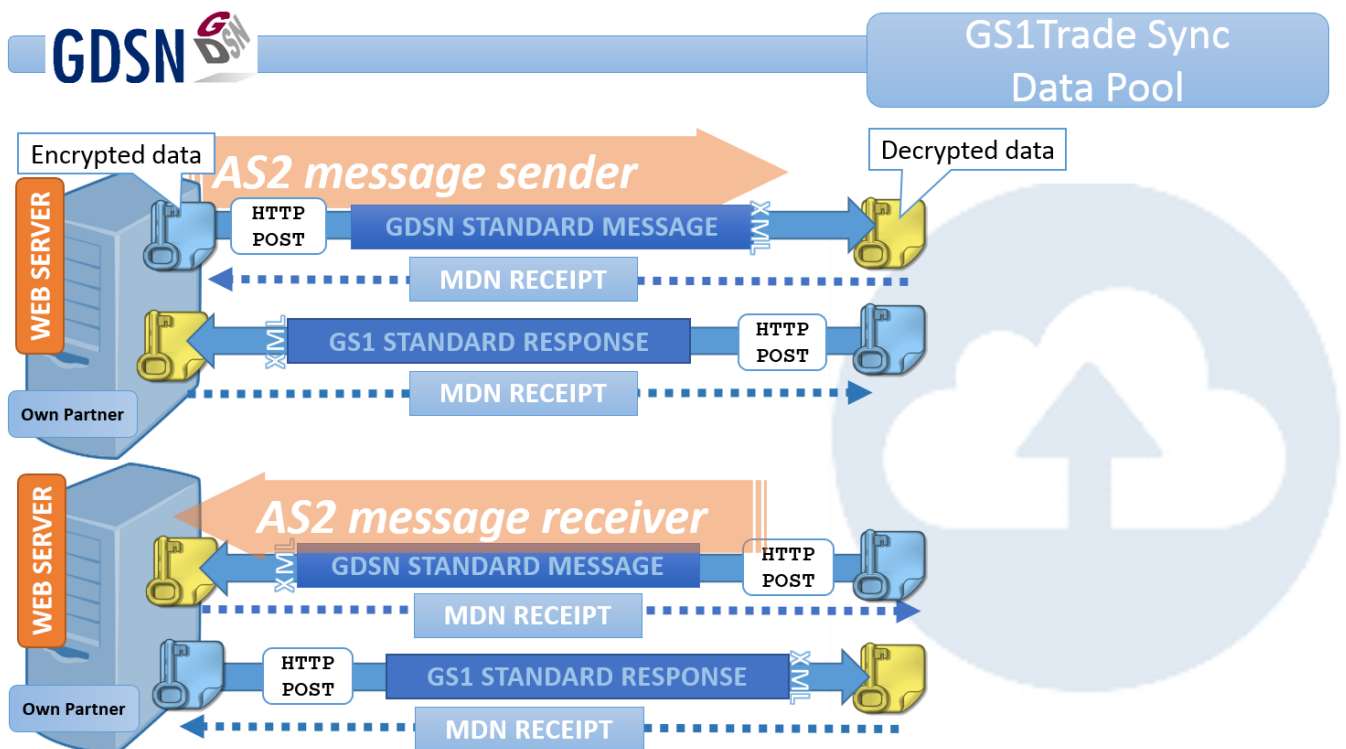 GDSN
GDSN
GS1Trade Sync
Data Pool
Encrypted data
AS2 message sender
Decrypted data
WEB SERVER
HTTP
POST
GDSN STANDARD MESSAGE
XML
MDN RECEIPT
XML
GS1 STANDARD RESPONSE
HTTP
POST
MDN RECEIPT
Own Partner
WEB SERVER
AS2 message receiver
XML
GDSN STANDARD MESSAGE
HTTP
POST
MDN RECEIPT
HTTP
POST
GS1 STANDARD RESPONSE
XML
Own Partner
MDN RECEIPT